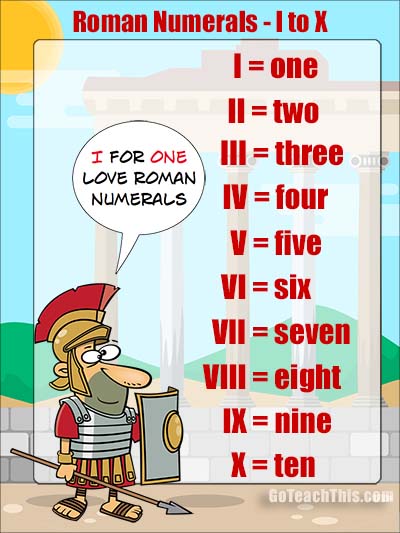 Roman Numerals - I to X
I = one
II = two
III = three
I FOR ONE
LOVE ROMAN
NUMERALS
IV = four
V = five
VI = six
VII = seven
VIII = eight
IX = nine
X = ten
GoTeachThis.com